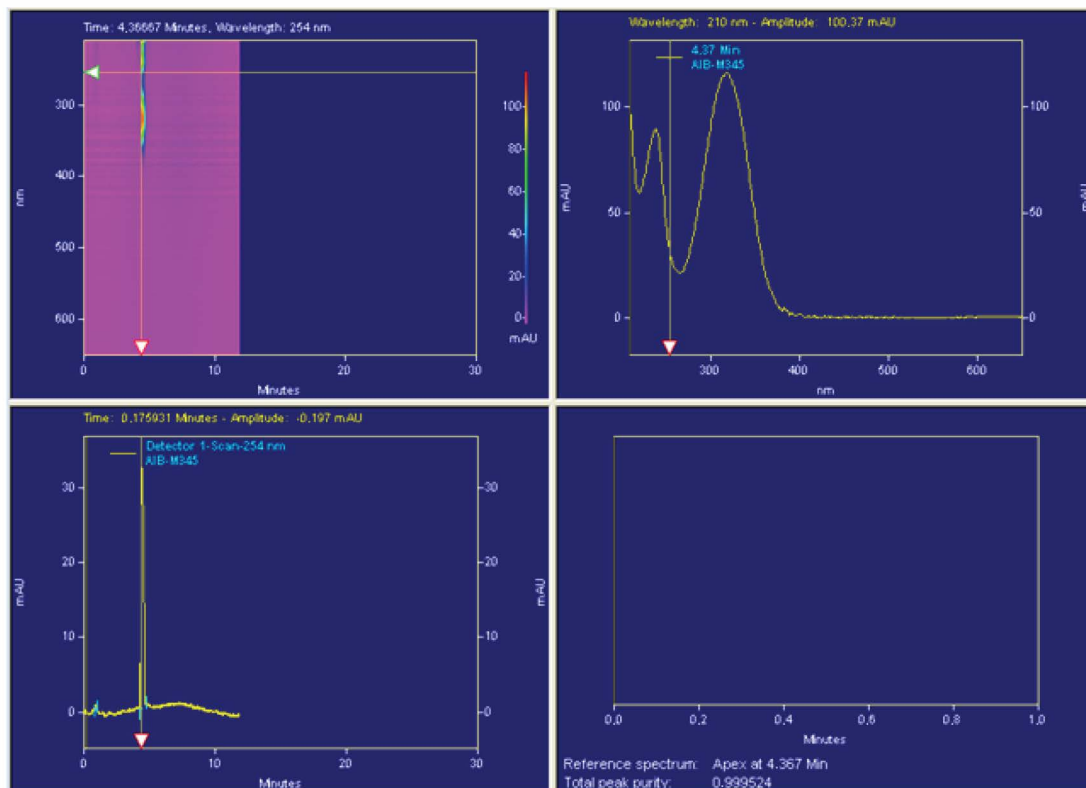 Time: 4,36667 Minutes, Wavelength: 254 nm
nm
300
400
500
600
0
10
20
30
Minutes
100
80
60
40
20
0
mAU
Wavelength: 210 nm - Amplitude: 100,37 mAU
4,37 Min
AIB-M345
mAU
100
50
0
100
50
0
mAU
300
400
500
600
nm
Time: 0,175931 Minutes - Amplitude: -0,197 mAU
Detector 1-Scan-254 nm
AIB-M345
mAU
30
20
10
0
30
20
10
0
mAU
0
10
20
30
Minutes
0,0
0,2
0,4
0,6
0,8
1,0
Minutes
Reference spectrum: Apex at 4.367 Min
Total peak purity: 0.999524